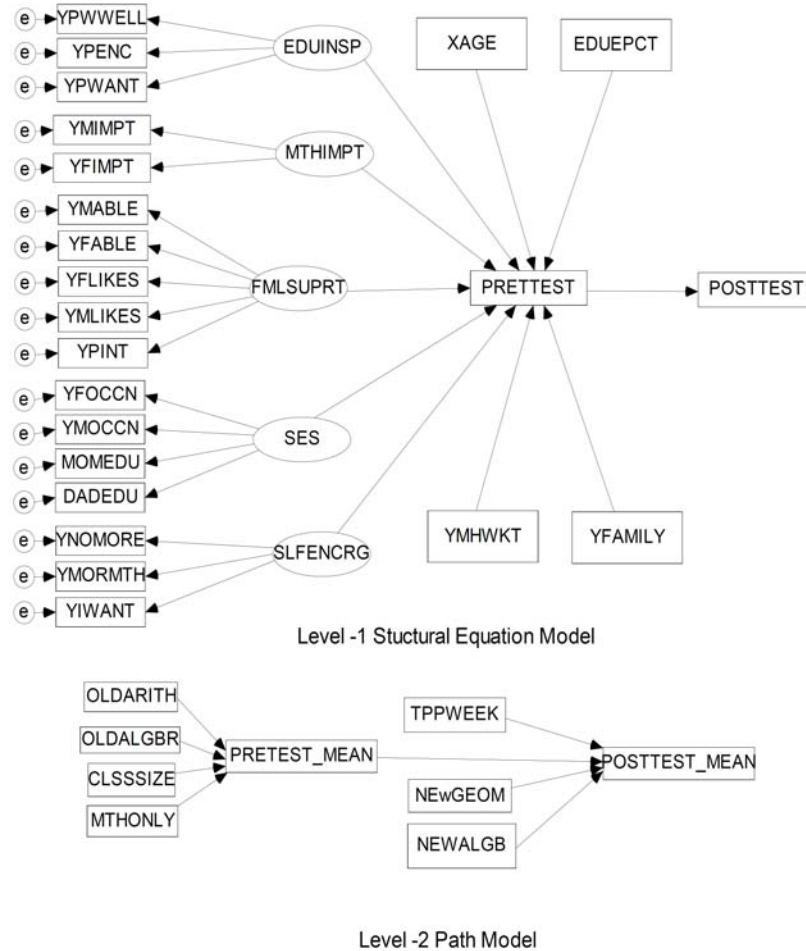 e YPWWELL
e YPENC
e YPWANT
EDUINSP
XAGE
EDUEPCT
e YMIMPT
e YFIMPT
MTHIMPT
e YMABLE
e YFABLE
e YFLIKES
e YMLIKES
e YPINT
FMLSUPRT
PRETTEST
POSTTEST
e YFOCCN
e YMOCCN
e MOMEDU
e DADEDU
SES
e YNOMORE
e YMORMTH
e YIWANT
SLFENCRG
YMHWKT
YFAMILY
Level -1 Stuctural Equation Model
OLDARITH
OLDALGBR
CLSSSIZE
MTHONLY
PRETEST_MEAN
TPPWEEK
NEwGEOM
NEWALGB
POSTTEST_MEAN
Level -2 Path Model